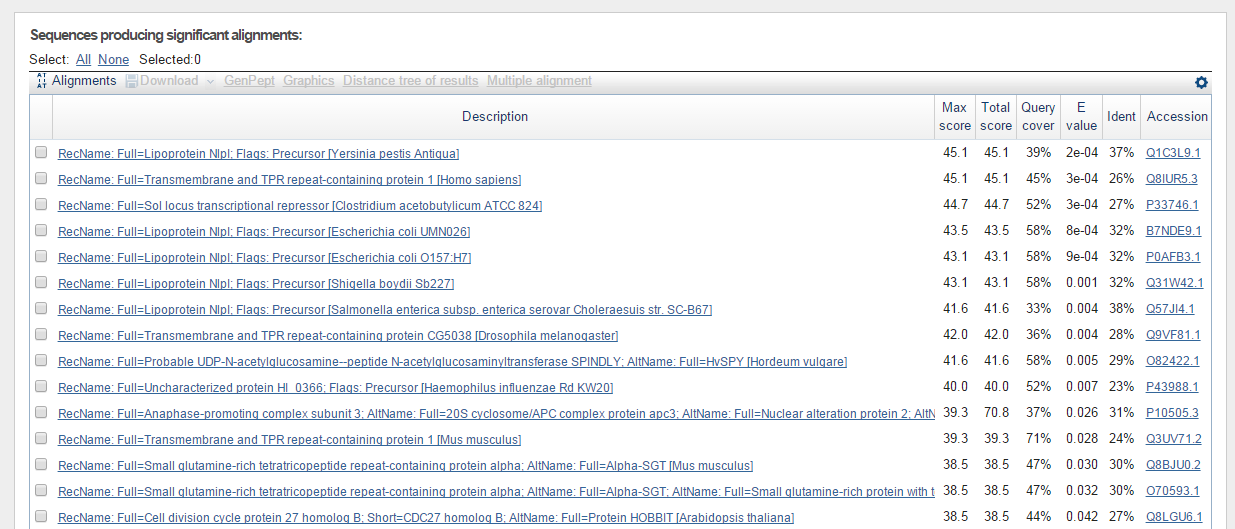 Sequences producing significant alignments:
Select: All None Selected:0
Alignments Download GenPept Graphics Distance tree of results Multiple alignment
Description Max score Total score Query cover E value Ident Accession
RecName: Full=Lipoprotein NlpI; Flags: Precursor [Yersinia pestis Antiqua] 45.1 45.1 39% 2e-04 37% Q1C3L9.1
RecName: Full=Transmembrane and TPR repeat-containing protein 1 [Homo sapiens] 45.1 45.1 45% 3e-04 26% Q8IUR5.3
RecName: Full=Sol locus transcriptional repressor [Clostridium acetobutylicum ATCC 824] 44.7 44.7 52% 3e-04 27% P33746.1
RecName: Full=Lipoprotein NlpI; Flags: Precursor [Escherichia coli UMN026] 43.5 43.5 58% 8e-04 32% B7NDE9.1
RecName: Full=Lipoprotein NlpI; Flags: Precursor [Escherichia coli O157:H7] 43.1 43.1 58% 9e-04 32% P0AFB3.1
RecName: Full=Lipoprotein NlpI; Flags: Precursor [Shigella boydii Sb227] 43.1 43.1 58% 0.001 32% Q31W42.1
RecName: Full=Lipoprotein NlpI; Flags: Precursor [Salmonella enterica subsp. enterica serovar Choleraesuis str. SC-B67] 41.6 41.6 33% 0.004 38% Q57JI4.1
RecName: Full=Transmembrane and TPR repeat-containing protein CG5038 [Drosophila melanogaster] 42.0 42.0 36% 0.004 28% Q9VF81.1
RecName: Full=Probable UDP-N-acetylglucosamine--peptide N-acetylglucosaminyltransferase SPINDLY; AltName: Full=HvSPY [Hordeum vulgare] 41.6 41.6 58% 0.005 29% O82422.1
RecName: Full=Uncharacterized protein HI_0366; Flags: Precursor [Haemophilus influenzae Rd KW20] 40.0 40.0 52% 0.007 23% P43988.1
RecName: Full=Anaphase-promoting complex subunit 3; AltName: Full=20S cyclosome/APC complex protein apc3; AltName: Full=Nuclear alteration protein 2; AltN 39.3 70.8 37% 0.026 31% P10505.3
RecName: Full=Transmembrane and TPR repeat-containing protein 1 [Mus musculus] 39.3 39.3 71% 0.028 24% Q3UV71.2
RecName: Full=Small glutamine-rich tetratricopeptide repeat-containing protein alpha; AltName: Full=Alpha-SGT [Mus musculus] 38.5 38.5 47% 0.030 30% Q8BJU0.2
RecName: Full=Small glutamine-rich tetratricopeptide repeat-containing protein alpha; AltName: Full=Alpha-SGT; AltName: Full=Small glutamine-rich protein with t 38.5 38.5 47% 0.032 30% O70593.1
RecName: Full=Cell division cycle protein 27 homolog B; Short=CDC27 homolog B; AltName: Full=Protein HOBBIT [Arabidopsis thaliana] 38.5 38.5 44% 0.042 27% Q8LGU6.1